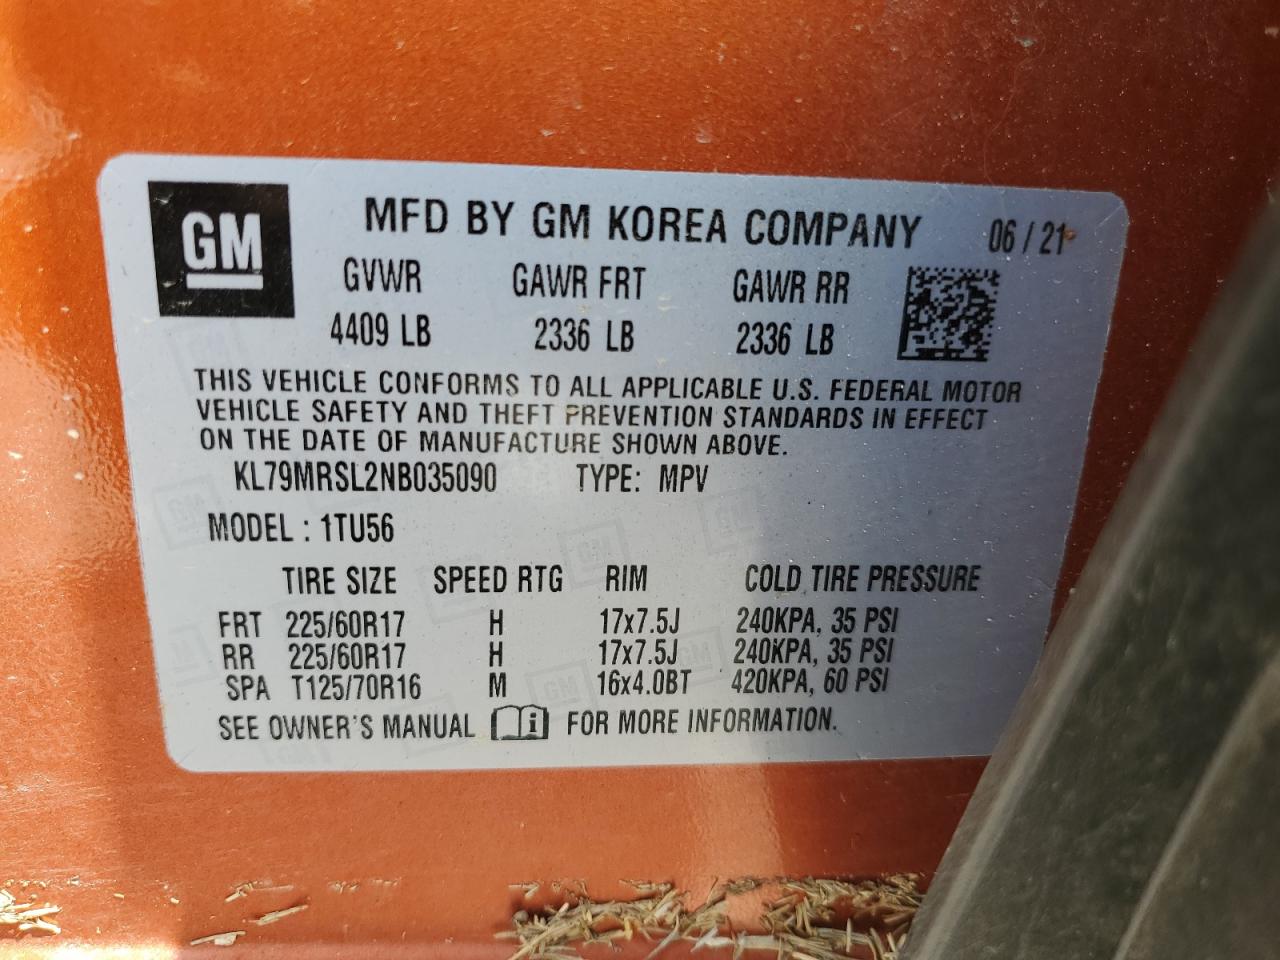 GM
MFD BY GM KOREA COMPANY 06 / 21
GVWR GAWR FRT GAWR RR
4409 LB 2336 LB 2336 LB
THIS VEHICLE CONFORMS TO ALL APPLICABLE U.S. FEDERAL MOTOR
VEHICLE SAFETY AND THEFT PREVENTION STANDARDS IN EFFECT
ON THE DATE OF MANUFACTURE SHOWN ABOVE.
KL79MRSL2NB035090 TYPE: MPV
MODEL : 1TU56
TIRE SIZE SPEED RTG RIM COLD TIRE PRESSURE
FRT 225/60R17 H 17x7.5J 240KPA, 35 PSI
RR 225/60R17 H 17x7.5J 240KPA, 35 PSI
SPA T125/70R16 M 16x4.0BT 420KPA, 60 PSI
SEE OWNER'S MANUAL i FOR MORE INFORMATION.